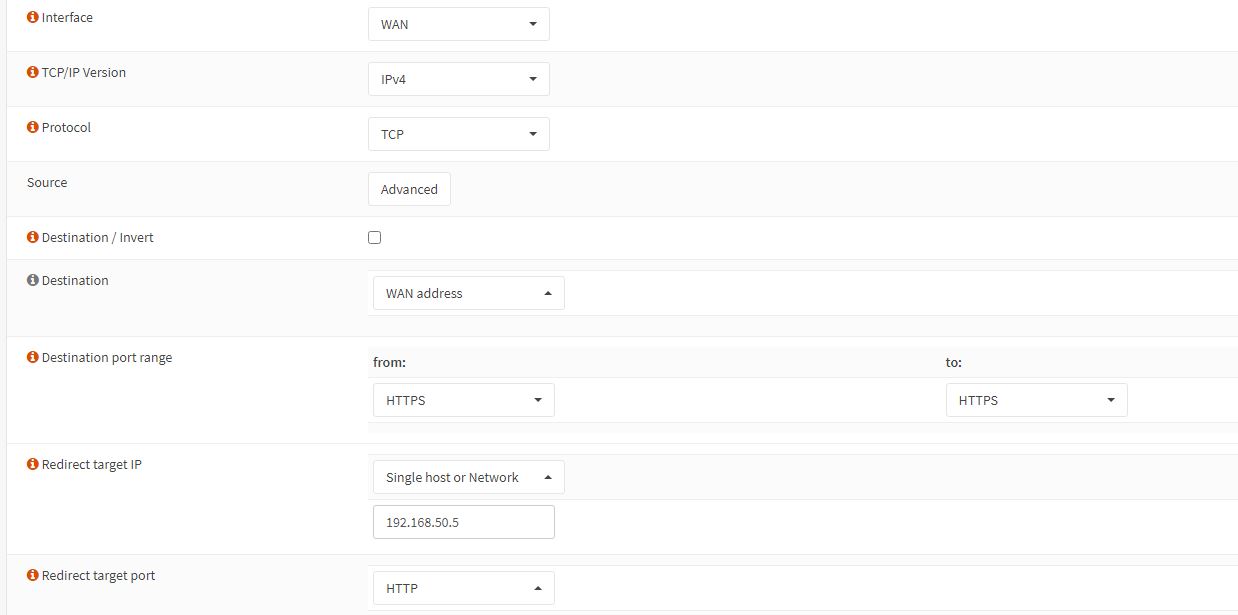 Interface
WAN
TCP/IP Version
IPv4
Protocol
TCP
Source
Advanced
Destination / Invert
Destination
WAN address
Destination port range
from:
to:
HTTPS
HTTPS
Redirect target IP
Single host or Network
192.168.50.5
Redirect target port
HTTP